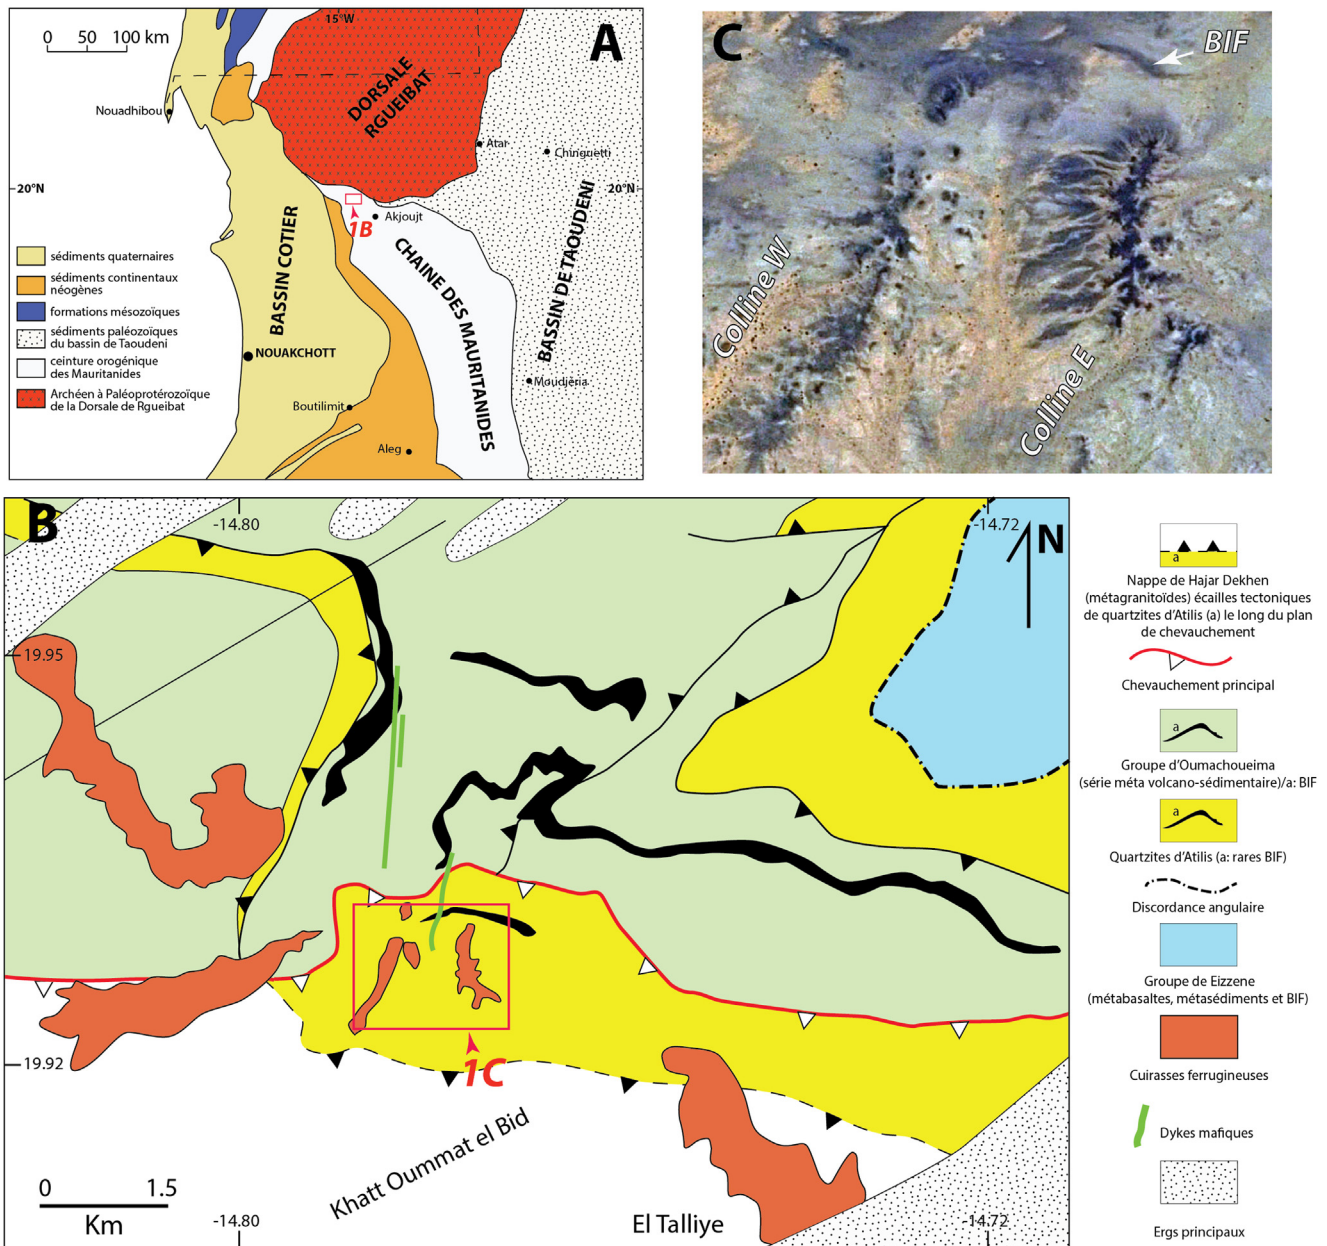 A
15°W
0 50 100 km
DORSALE
RGUEIBAT
Nouadhibou
Atar
Chinguetti
20°N
20°N
Akjoujt
1B
BASSIN COTIER
CHAINE DES MAURITANIDES
BASSIN DE TAOUDENI
NOUAKCHOTT
Moudjèria
Boutilimit
Aleg
sédiments quaternaires
sédiments continentaux
néogènes
formations mésozoïques
sédiments paléozoïques
du bassin de Taoudeni
ceinture orogénique
des Mauritanides
Archéen à Paléoprotérozoïque
de la Dorsale de Rgueibat
C
BIF
Colline W
Colline E
B
-14.80
-14.72
N
19.95
19.92
1C
Khatt Oummat el Bid
El Talliye
0 1.5
Km
-14.80
-14.72
a
Nappe de Hajar Dekhen
(métagranitoïdes) écailles tectoniques
de quartzites d'Atilis (a) le long du plan
de chevauchement
Chevauchement principal
a
Groupe d'Oumachoueima
(série méta volcano-sédimentaire)/a: BIF
a
Quartzites d'Atilis (a: rares BIF)
Discordance angulaire
Groupe de Eizzene
(métabasaltes, métasédiments et BIF)
Cuirasses ferrugineuses
Dykes mafiques
Ergs principaux